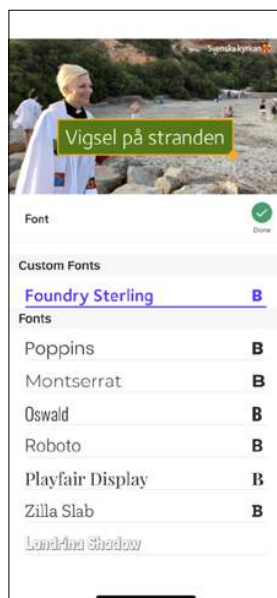 Svenska kyrkan
Vigsel på stranden
Font
Done
Custom Fonts
Foundry Sterling B
Fonts
Poppins B
Montserrat B
Oswald B
Roboto B
Playfair Display B
Zilla Slab B
Londrina Shadow